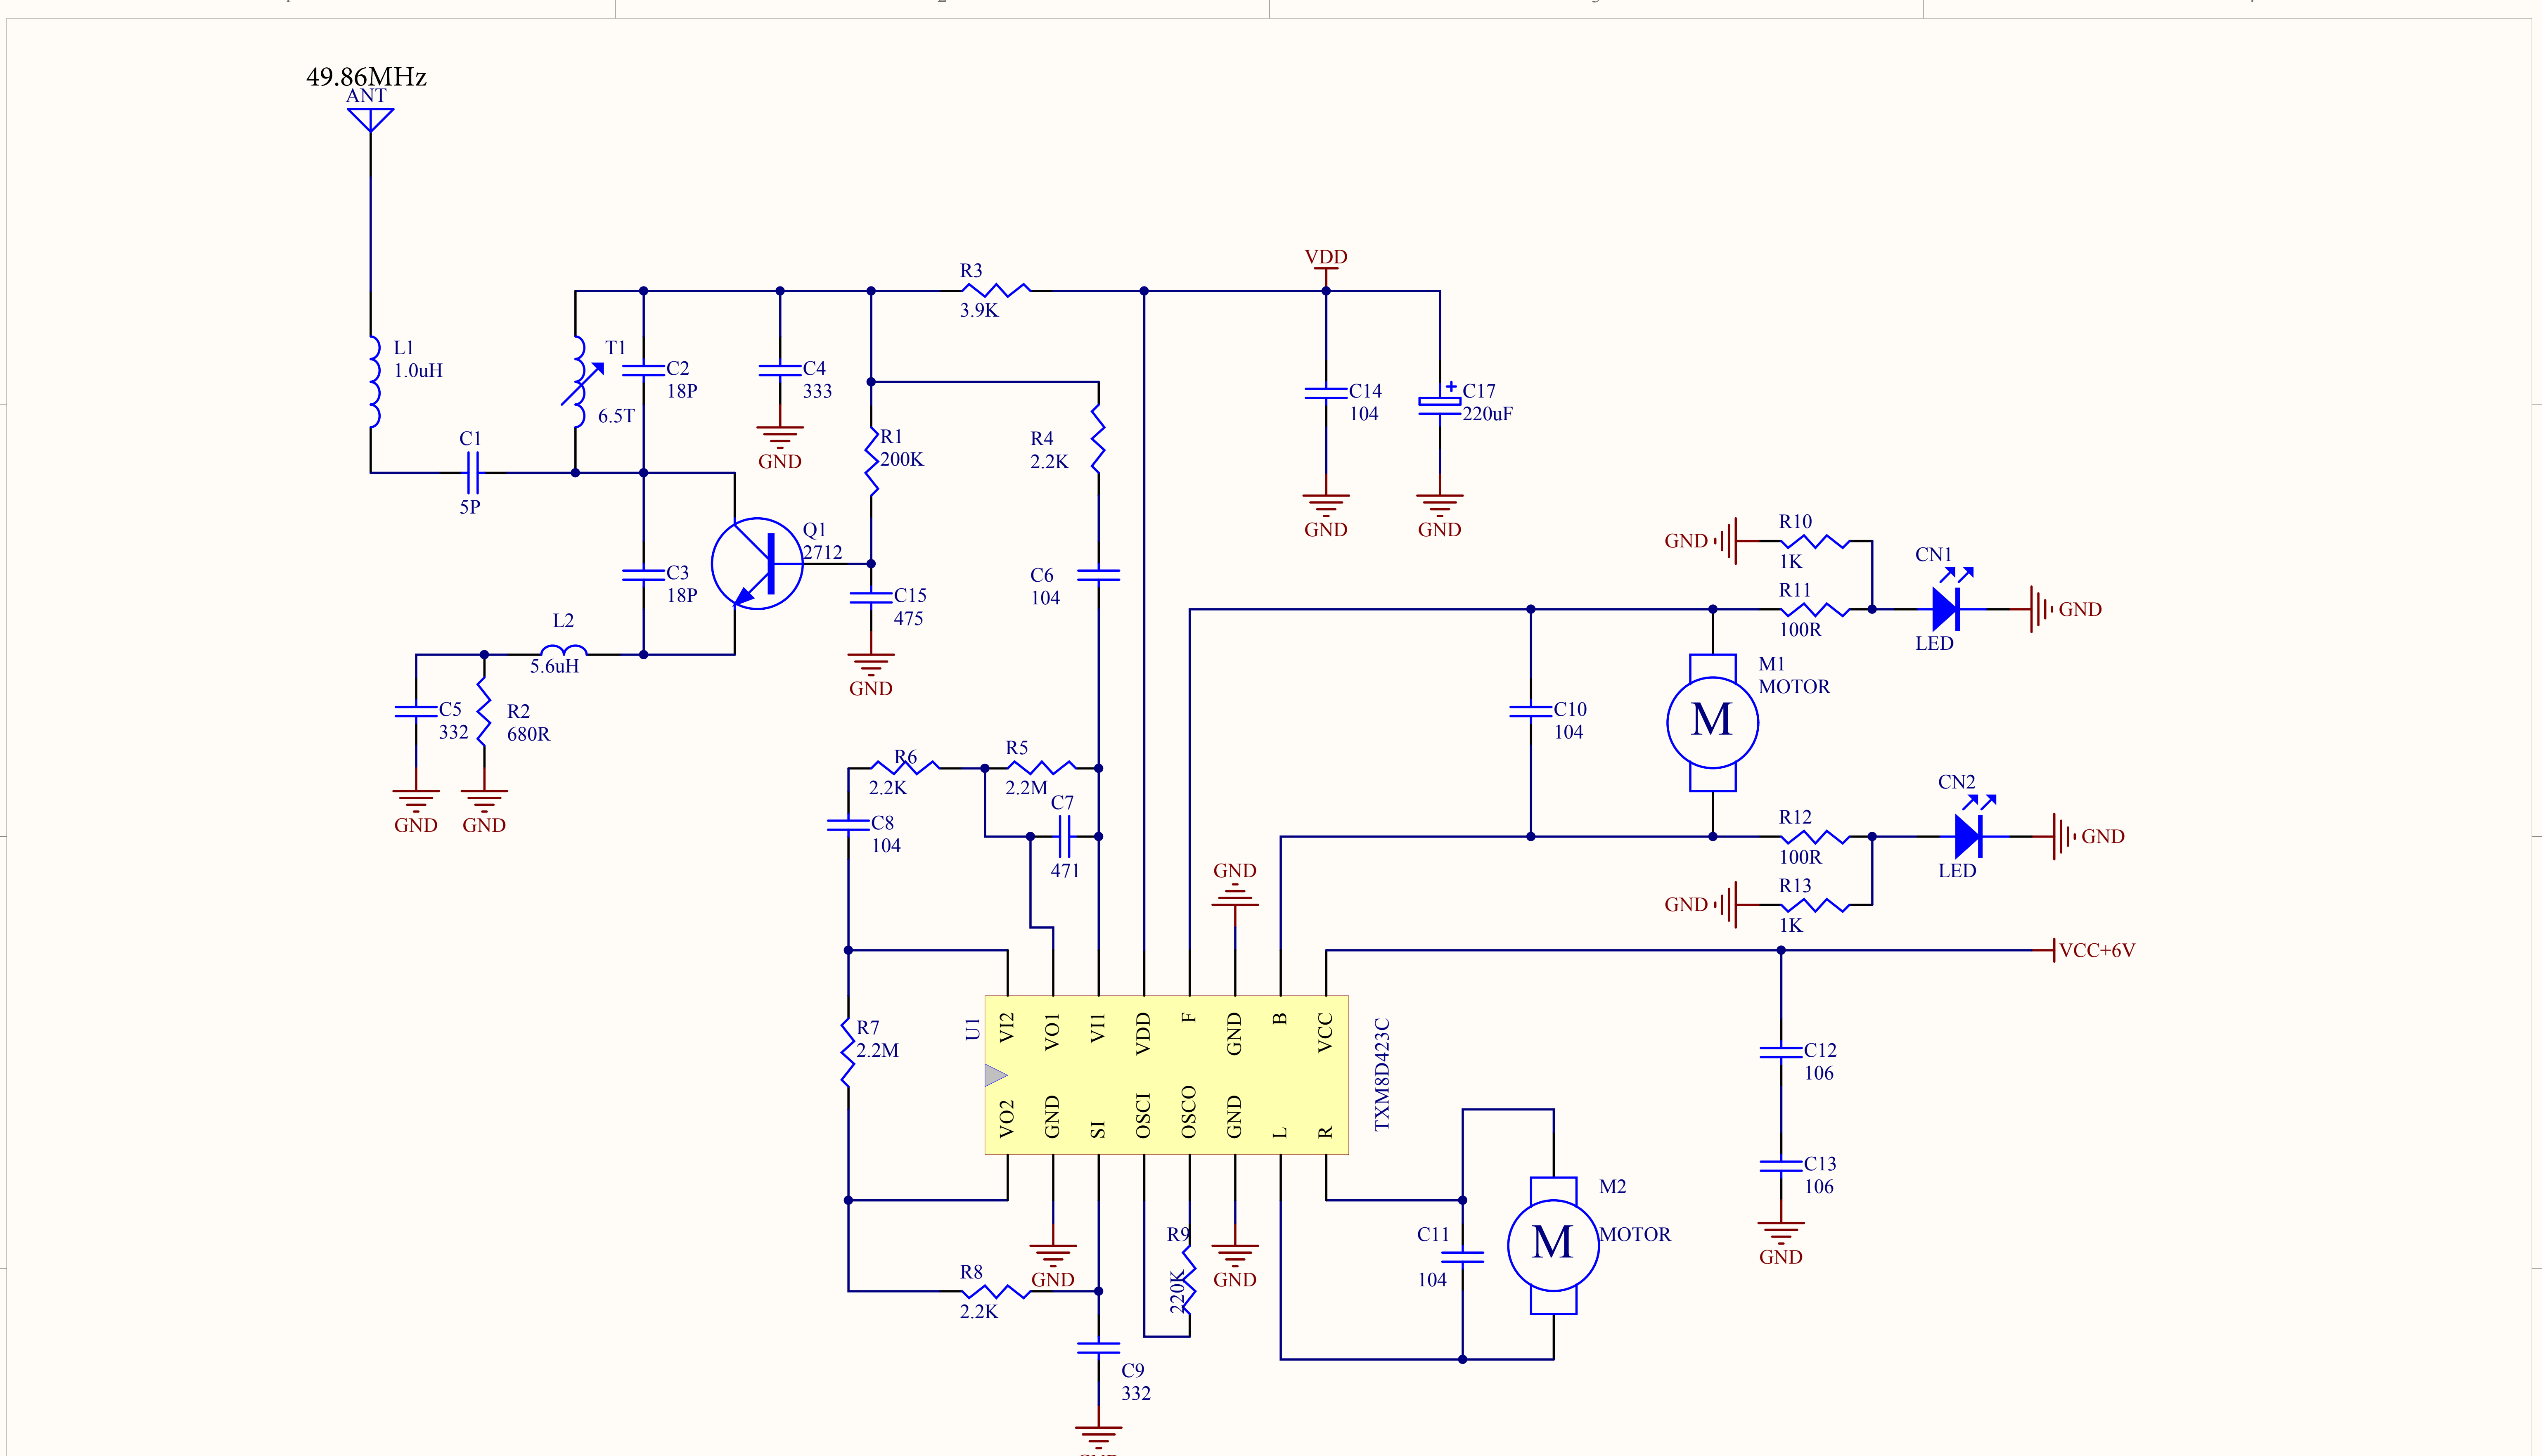 49.86MHz
ANT
VDD
R3
3.9K
L1
1.0uH
T1
6.5T
C2
18P
C4
333
GND
C14
104
GND
C17
220uF
GND
C1
5P
R1
200K
R4
2.2K
Q1
2712
C3
18P
C15
475
GND
C6
104
L2
5.6uH
C5
332
GND
R2
680R
GND
GND
R10
1K
R11
100R
CN1
LED
GND
M1
MOTOR
M
C10
104
R6
2.2K
R5
2.2M
C7
471
C8
104
GND
CN2
LED
GND
R12
100R
GND
R13
1K
VCC+6V
U1
VI2
VO1
VI1
VDD
F
GND
B
VCC
VO2
GND
SI
OSCI
OSCO
GND
L
R
TXM8D423C
R7
2.2M
C12
106
C13
106
GND
GND
R9
220K
GND
C11
104
M2
MOTOR
M
R8
2.2K
C9
332